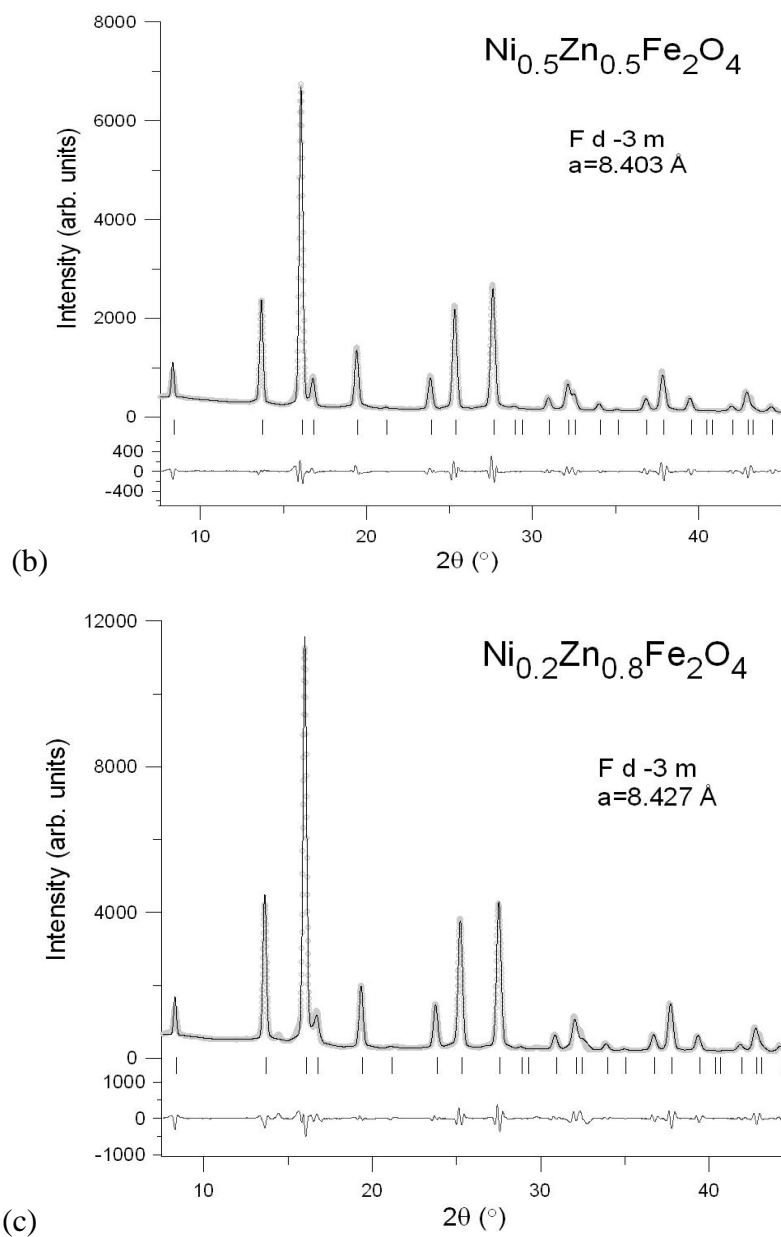 8000
Ni0.5Zn0.5Fe2O4
6000
F d -3 m
a=8.403 Å
4000
Intensity (arb. units)
2000
0
400
0
-400
10 20 30 40
2θ (°)
(b)
12000
Ni0.2Zn0.8Fe2O4
8000
F d -3 m
a=8.427 Å
Intensity (arb. units)
4000
0
1000
0
-1000
10 20 30 40
2θ (°)
(c)